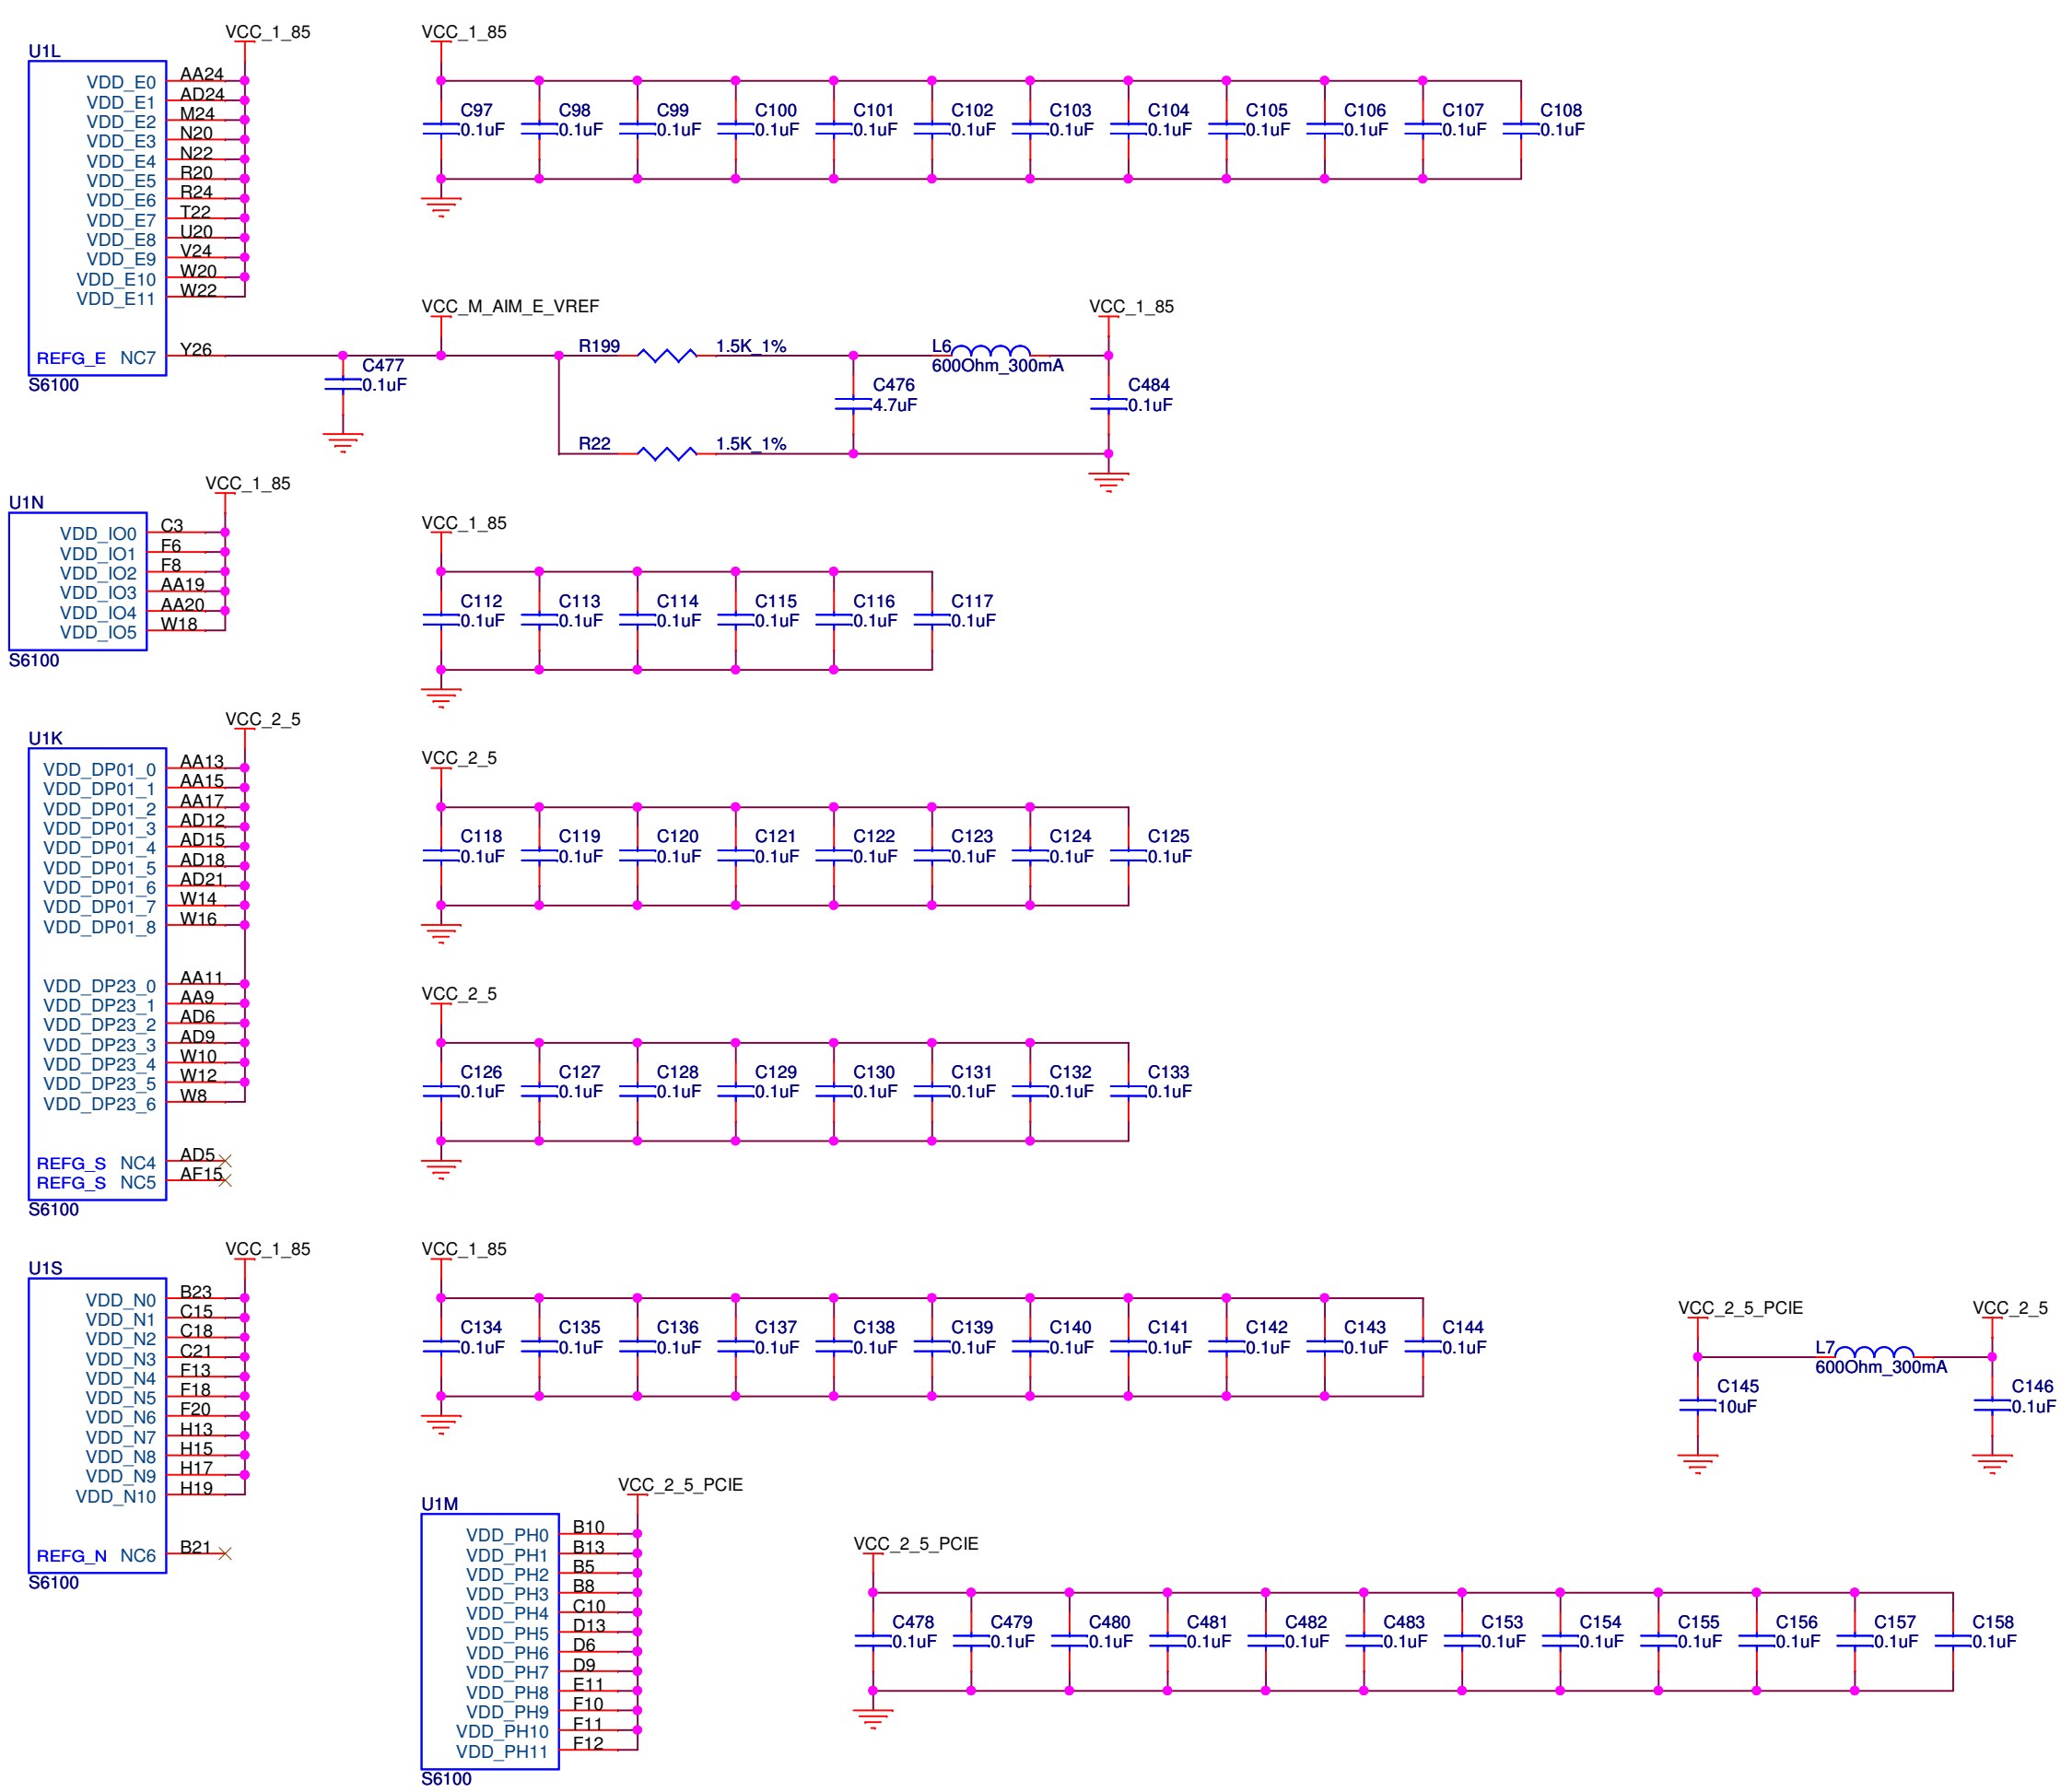 VCC_1_85
U1L
VDD_E0 AA24
VDD_E1 AD24
VDD_E2 M24
VDD_E3 N20
VDD_E4 N22
VDD_E5 R20
VDD_E6 R24
VDD_E7 T22
VDD_E8 U20
VDD_E9 V24
VDD_E10 W20
VDD_E11 W22
REFG_E NC7 Y26
S6100
VCC_1_85
C97 C98 C99 C100 C101 C102 C103 C104 C105 C106 C107 C108
0.1uF 0.1uF 0.1uF 0.1uF 0.1uF 0.1uF 0.1uF 0.1uF 0.1uF 0.1uF 0.1uF 0.1uF
VCC_M_AIM_E_VREF
VCC_1_85
R199 1.5K_1%
L6
600Ohm_300mA
C477
0.1uF
C476
4.7uF
C484
0.1uF
R22 1.5K_1%
VCC_1_85
U1N
VDD_IO0 C3
VDD_IO1 F6
VDD_IO2 F8
VDD_IO3 AA19
VDD_IO4 AA20
VDD_IO5 W18
S6100
VCC_1_85
C112 C113 C114 C115 C116 C117
0.1uF 0.1uF 0.1uF 0.1uF 0.1uF 0.1uF
VCC_2_5
U1K
VDD_DP01_0 AA13
VDD_DP01_1 AA15
VDD_DP01_2 AA17
VDD_DP01_3 AD12
VDD_DP01_4 AD15
VDD_DP01_5 AD18
VDD_DP01_6 AD21
VDD_DP01_7 W14
VDD_DP01_8 W16
VDD_DP23_0 AA11
VDD_DP23_1 AA9
VDD_DP23_2 AD6
VDD_DP23_3 AD9
VDD_DP23_4 W10
VDD_DP23_5 W12
VDD_DP23_6 W8
REFG_S NC4 AD5
REFG_S NC5 AF15
S6100
VCC_2_5
C118 C119 C120 C121 C122 C123 C124 C125
0.1uF 0.1uF 0.1uF 0.1uF 0.1uF 0.1uF 0.1uF 0.1uF
VCC_2_5
C126 C127 C128 C129 C130 C131 C132 C133
0.1uF 0.1uF 0.1uF 0.1uF 0.1uF 0.1uF 0.1uF 0.1uF
VCC_1_85
U1S
VDD_N0 B23
VDD_N1 C15
VDD_N2 C18
VDD_N3 C21
VDD_N4 F13
VDD_N5 F18
VDD_N6 F20
VDD_N7 H13
VDD_N8 H15
VDD_N9 H17
VDD_N10 H19
REFG_N NC6 B21
S6100
VCC_1_85
C134 C135 C136 C137 C138 C139 C140 C141 C142 C143 C144
0.1uF 0.1uF 0.1uF 0.1uF 0.1uF 0.1uF 0.1uF 0.1uF 0.1uF 0.1uF 0.1uF
VCC_2_5_PCIE
VCC_2_5
L7
600Ohm_300mA
C145
10uF
C146
0.1uF
VCC_2_5_PCIE
U1M
VDD_PH0 B10
VDD_PH1 B13
VDD_PH2 B5
VDD_PH3 B8
VDD_PH4 C10
VDD_PH5 D13
VDD_PH6 D6
VDD_PH7 D9
VDD_PH8 E11
VDD_PH9 F10
VDD_PH10 F11
VDD_PH11 F12
S6100
VCC_2_5_PCIE
C478 C479 C480 C481 C482 C483 C153 C154 C155 C156 C157 C158
0.1uF 0.1uF 0.1uF 0.1uF 0.1uF 0.1uF 0.1uF 0.1uF 0.1uF 0.1uF 0.1uF 0.1uF